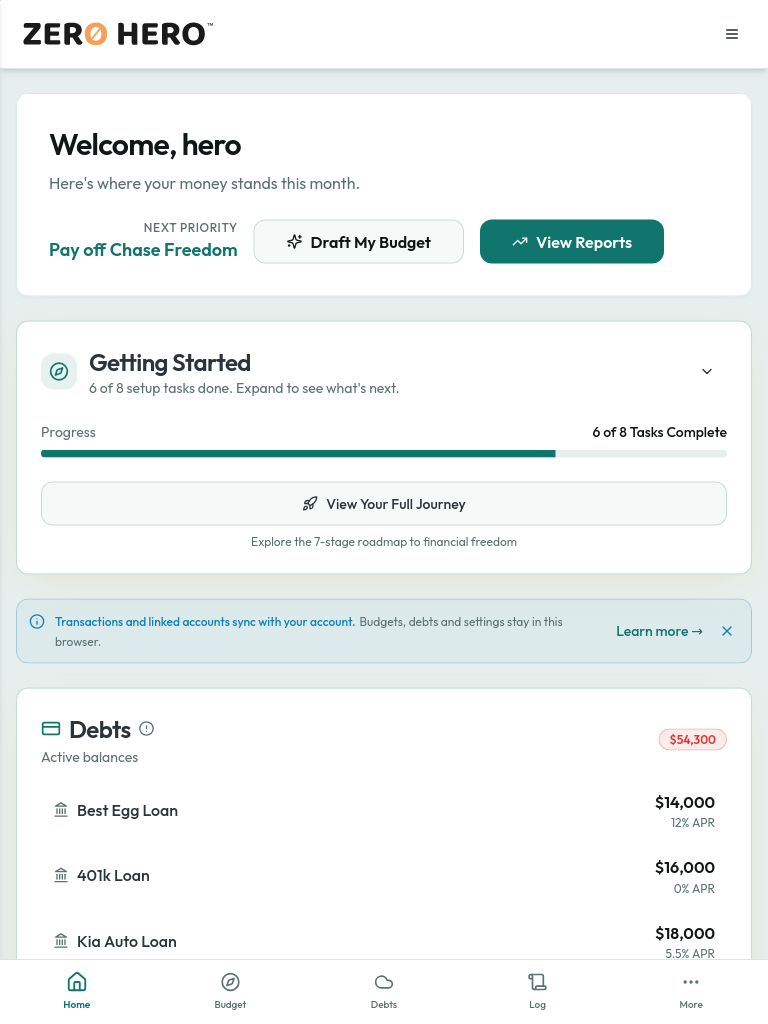 ZERO HERO™
Welcome, hero
Here's where your money stands this month.
NEXT PRIORITY
Pay off Chase Freedom
Draft My Budget
View Reports
Getting Started
6 of 8 setup tasks done. Expand to see what's next.
Progress
6 of 8 Tasks Complete
View Your Full Journey
Explore the 7-stage roadmap to financial freedom
Transactions and linked accounts sync with your account. Budgets, debts and settings stay in this
browser.
Learn more →
Debts
$54,300
Active balances
Best Egg Loan
$14,000
12% APR
401k Loan
$16,000
0% APR
Kia Auto Loan
$18,000
5.5% APR
Home
Budget
Debts
Log
More